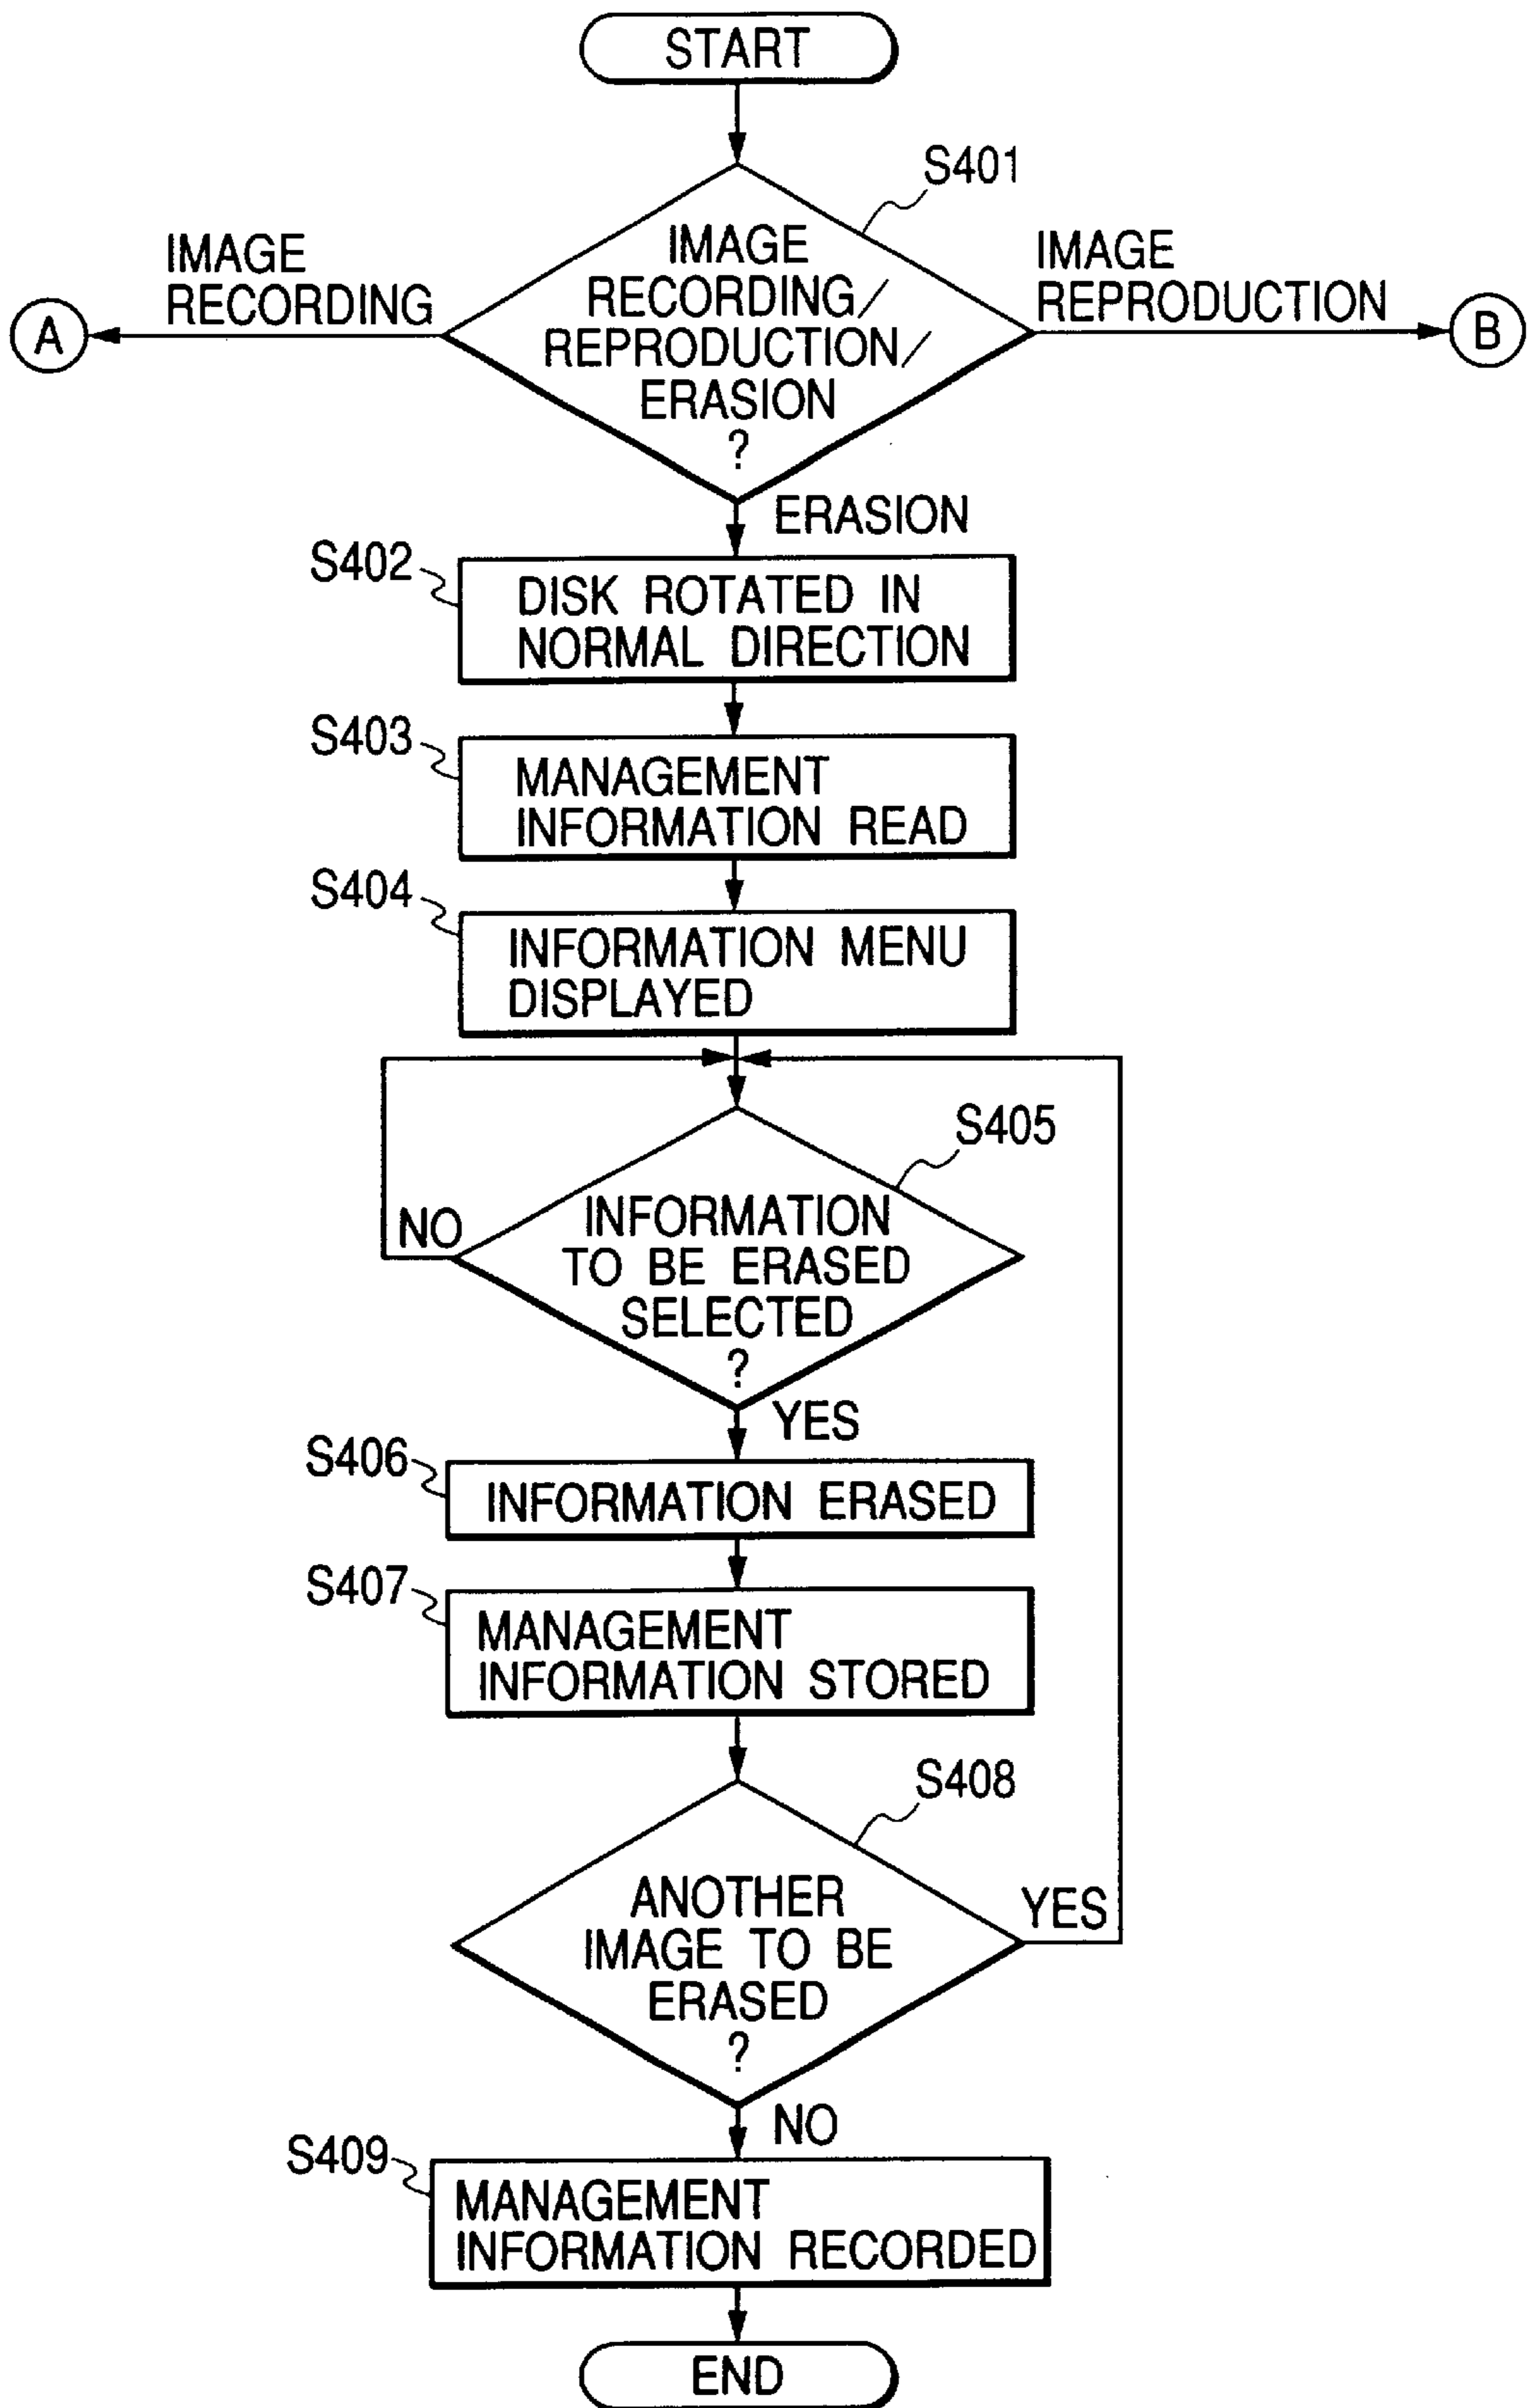 START
S401
IMAGE
RECORDING
IMAGE
RECORDING/
REPRODUCTION/
ERASION
?
IMAGE
REPRODUCTION
A
B
ERASION
S402
DISK ROTATED IN
NORMAL DIRECTION
S403
MANAGEMENT
INFORMATION READ
S404
INFORMATION MENU
DISPLAYED
S405
NO
INFORMATION
TO BE ERASED
SELECTED
?
YES
S406
INFORMATION ERASED
S407
MANAGEMENT
INFORMATION STORED
S408
ANOTHER
IMAGE TO BE
ERASED
?
YES
NO
S409
MANAGEMENT
INFORMATION RECORDED
END